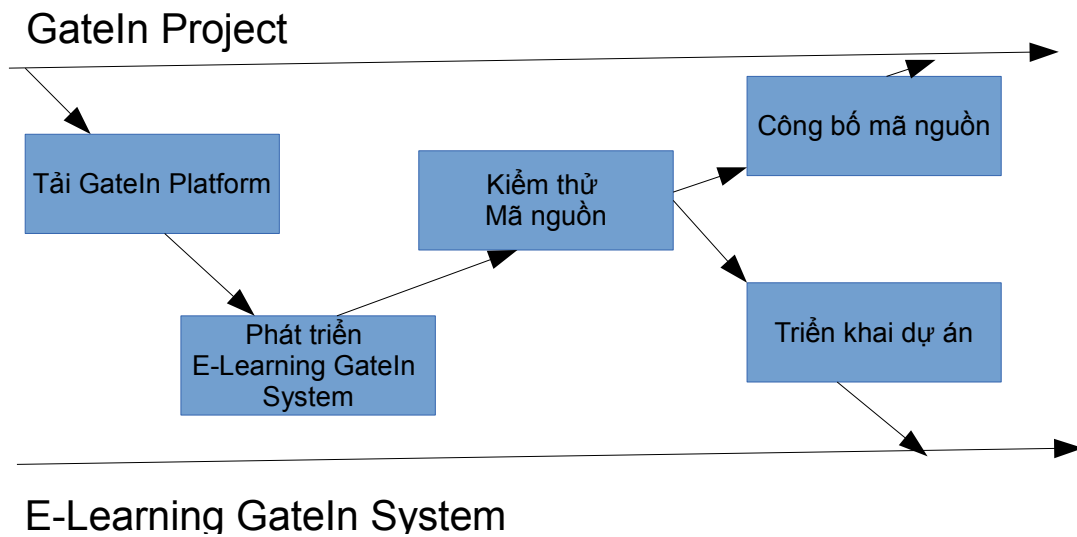 GateIn Project
Công bố mã nguồn
Tải GateIn Platform
Kiểm thử
Mã nguồn
Phát triển
E-Learning GateIn
System
Triển khai dự án
E-Learning GateIn System